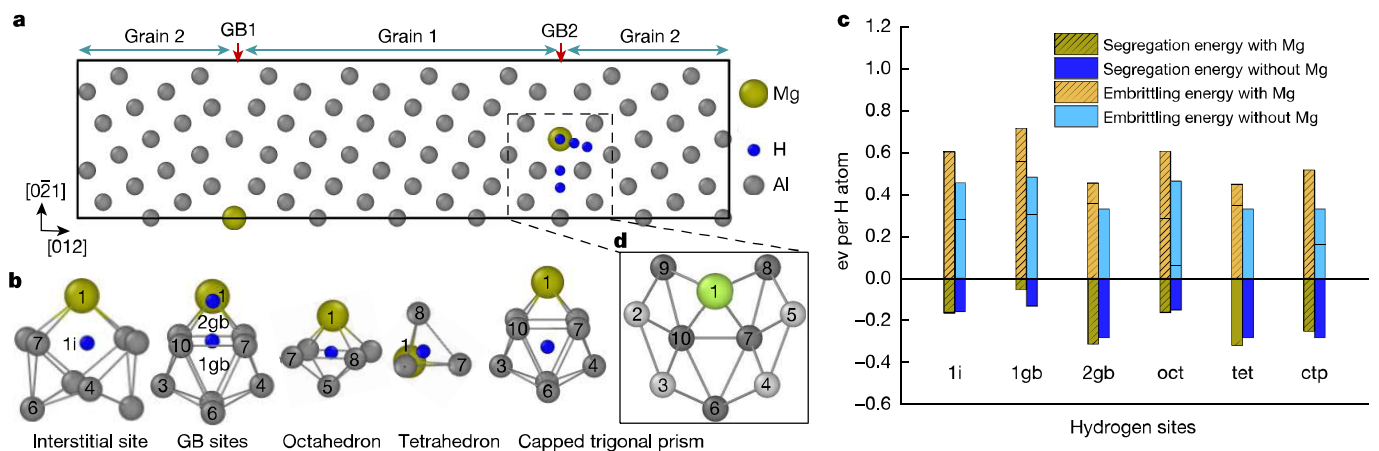 a
Grain 2
GB1
Grain 1
GB2
Grain 2
Mg
H
Al
[02̄1]
[012]
b
1
7
1i
4
6
Interstitial site
1
2gb
10
7
1gb
3
4
6
GB sites
1
7
8
5
Octahedron
8
1
7
Tetrahedron
1
10
7
3
4
6
Capped trigonal prism
d
9
8
1
2
5
10
7
3
4
6
c
Segregation energy with Mg
Segregation energy without Mg
Embrittling energy with Mg
Embrittling energy without Mg
ev per H atom
1.2
1.0
0.8
0.6
0.4
0.2
0.0
−0.2
−0.4
−0.6
1i 1gb 2gb oct tet ctp
Hydrogen sites